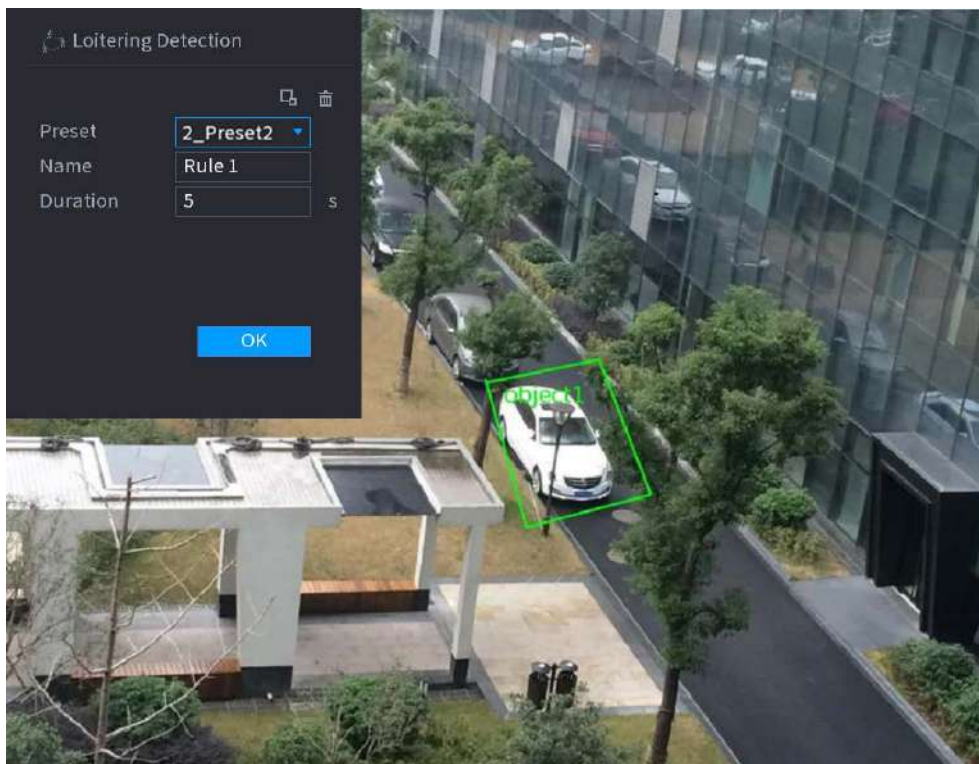 Loitering Detection
Preset 2_Preset2
Name Rule 1
Duration 5 s
OK
object1